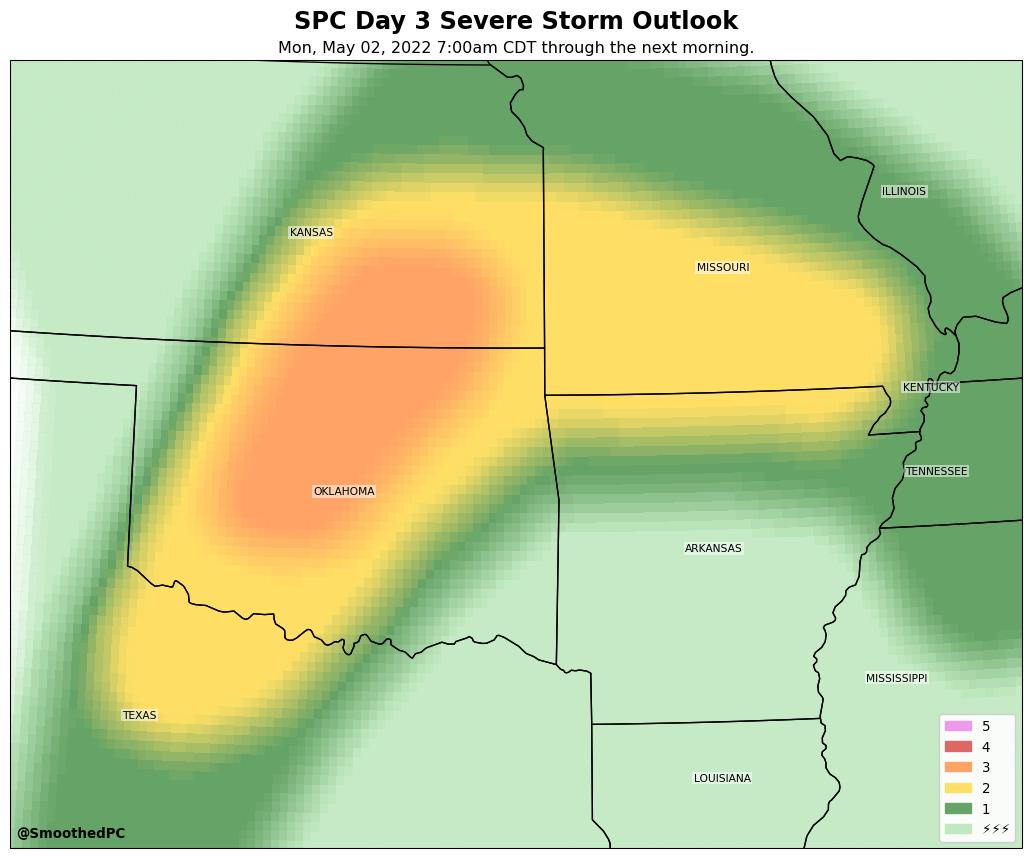 SPC Day 3 Severe Storm Outlook
Mon, May 02, 2022 7:00am CDT through the next morning.
ILLINOIS
KANSAS
MISSOURI
KENTUCKY
TENNESSEE
OKLAHOMA
ARKANSAS
MISSISSIPPI
TEXAS
LOUISIANA
5
4
3
2
1
⚡⚡⚡
@SmoothedPC